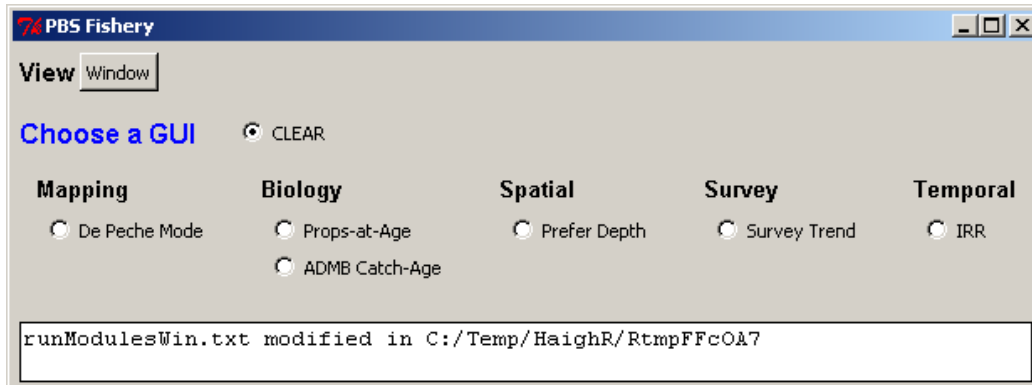 PBS Fishery
View Window
Choose a GUI CLEAR
Mapping Biology Spatial Survey Temporal
De Peche Mode Props-at-Age Prefer Depth Survey Trend IRR
ADMB Catch-Age
runModulesWin.txt modified in C:/Temp/HaighR/RtmpFFcOA7